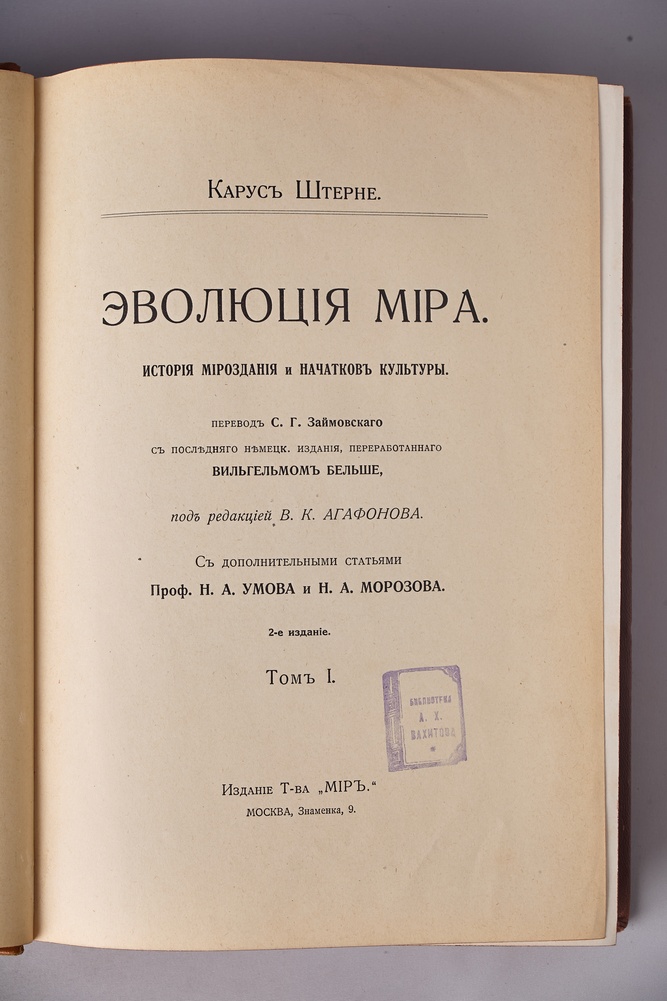 Карусъ Штерне.
ЭВОЛЮЦІЯ МІРА.
ИСТОРІЯ МІРОЗДАНІЯ и НАЧАТКОВЪ КУЛЬТУРЫ.
ПЕРЕВОДЪ С. Г. Займовскаго
СЪ ПОСЛѢДНЯГО НѢМЕЦК. ИЗДАНІЯ, ПЕРЕРАБОТАННАГО
ВИЛЬГЕЛЬМОМЪ БЕЛЬШЕ,
подъ редакціей В. К. АГАФОНОВА.
Съ дополнительными статьями
Проф. Н. А. УМОВА и Н. А. МОРОЗОВА.
2-е изданіе.
Томъ I.
БИБЛИОТЕКА
А. Х.
ВАХИТОВА
Изданіе Т-ва „МІРЪ.“
МОСКВА, Знаменка, 9.